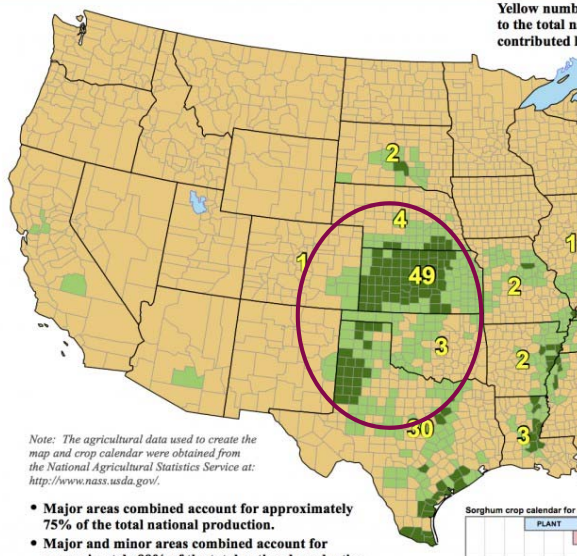 Yellow
to the total
contributed
2
4
1
49
1
2
3
2
30
3
Note: The agricultural data used to create the
map and crop calendar were obtained from
the National Agricultural Statistics Service at:
http://www.nass.usda.gov/.
• Major areas combined account for approximately
75% of the total national production.
• Major and minor areas combined account for
Sorghum crop calendar for
PLANT